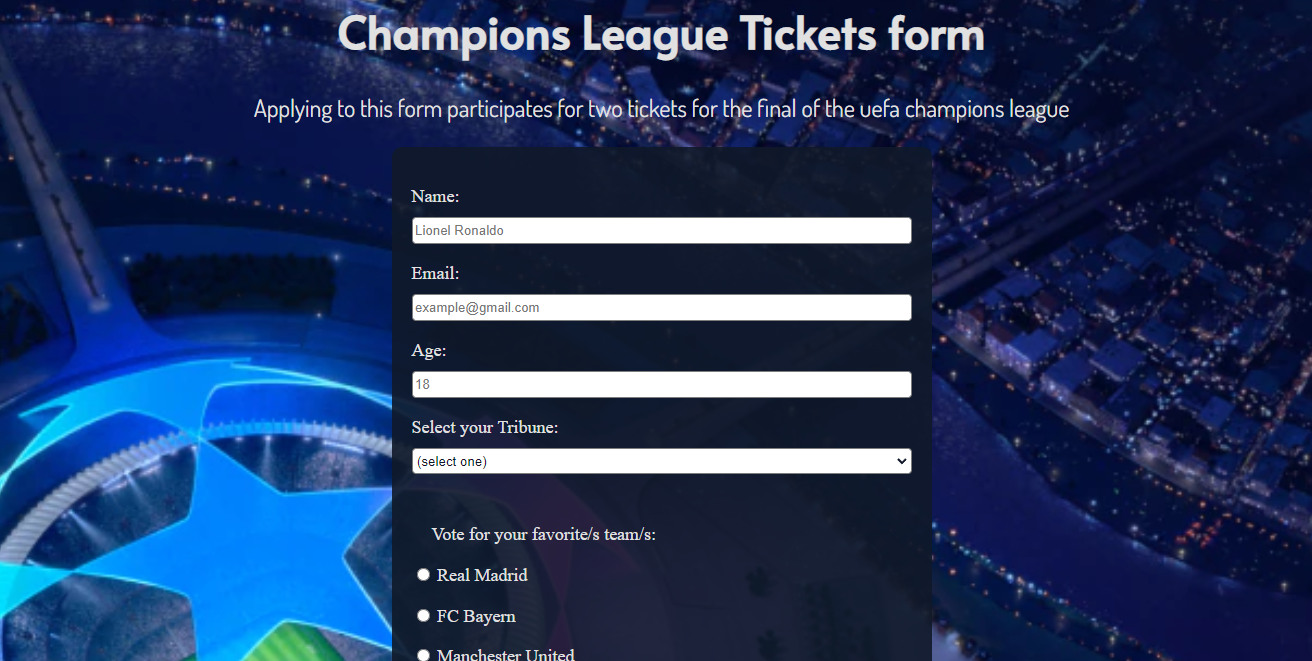 Champions League Tickets form
Applying to this form participates for two tickets for the final of the uefa champions league
Name:
Lionel Ronaldo
Email:
example@gmail.com
Age:
18
Select your Tribune:
(select one)
Vote for your favorite/s team/s:
Real Madrid
FC Bayern
Manchester United